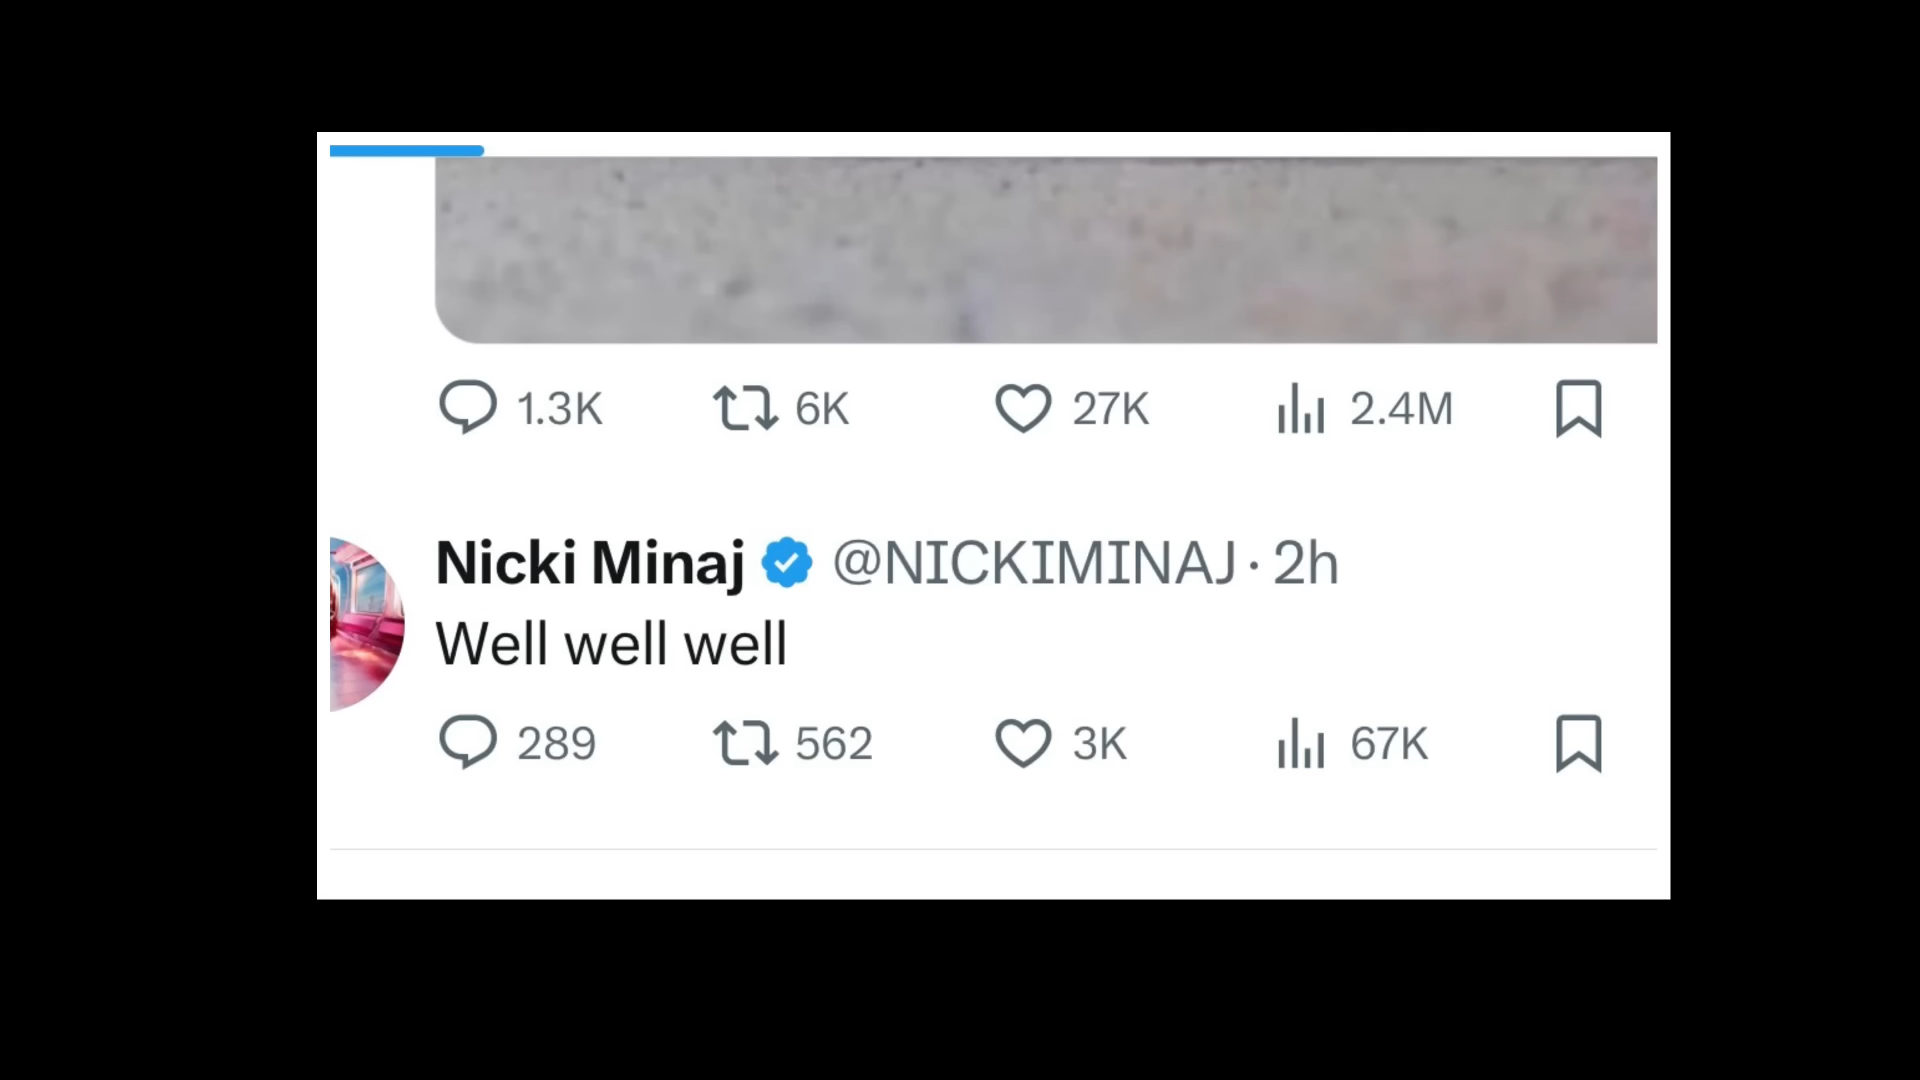 1.3K 6K 27K 2.4M
Nicki Minaj @NICKIMINAJ · 2h
Well well well
289 562 3K 67K